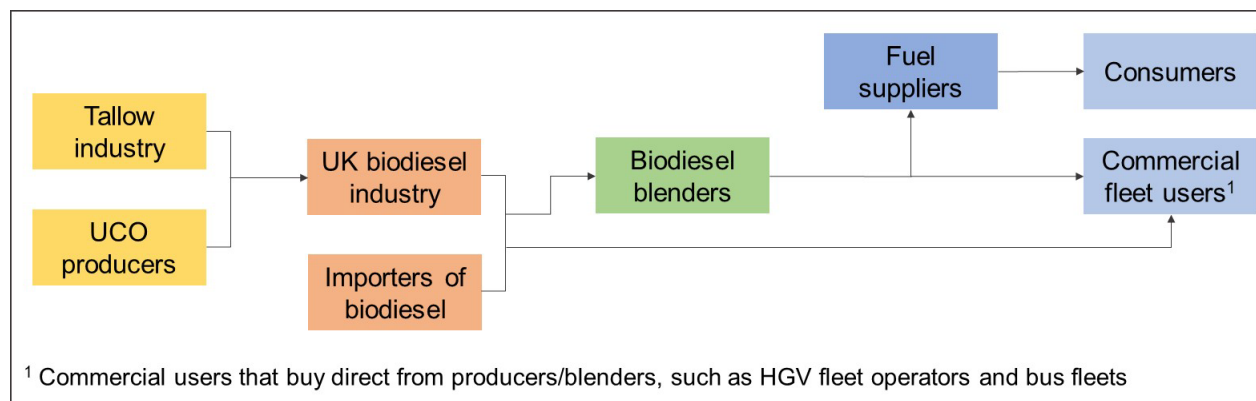 Tallow
industry
UCO
producers
UK biodiesel
industry
Importers of
biodiesel
Biodiesel
blenders
Fuel
suppliers
Consumers
Commercial
fleet users¹
¹ Commercial users that buy direct from producers/blenders, such as HGV fleet operators and bus fleets